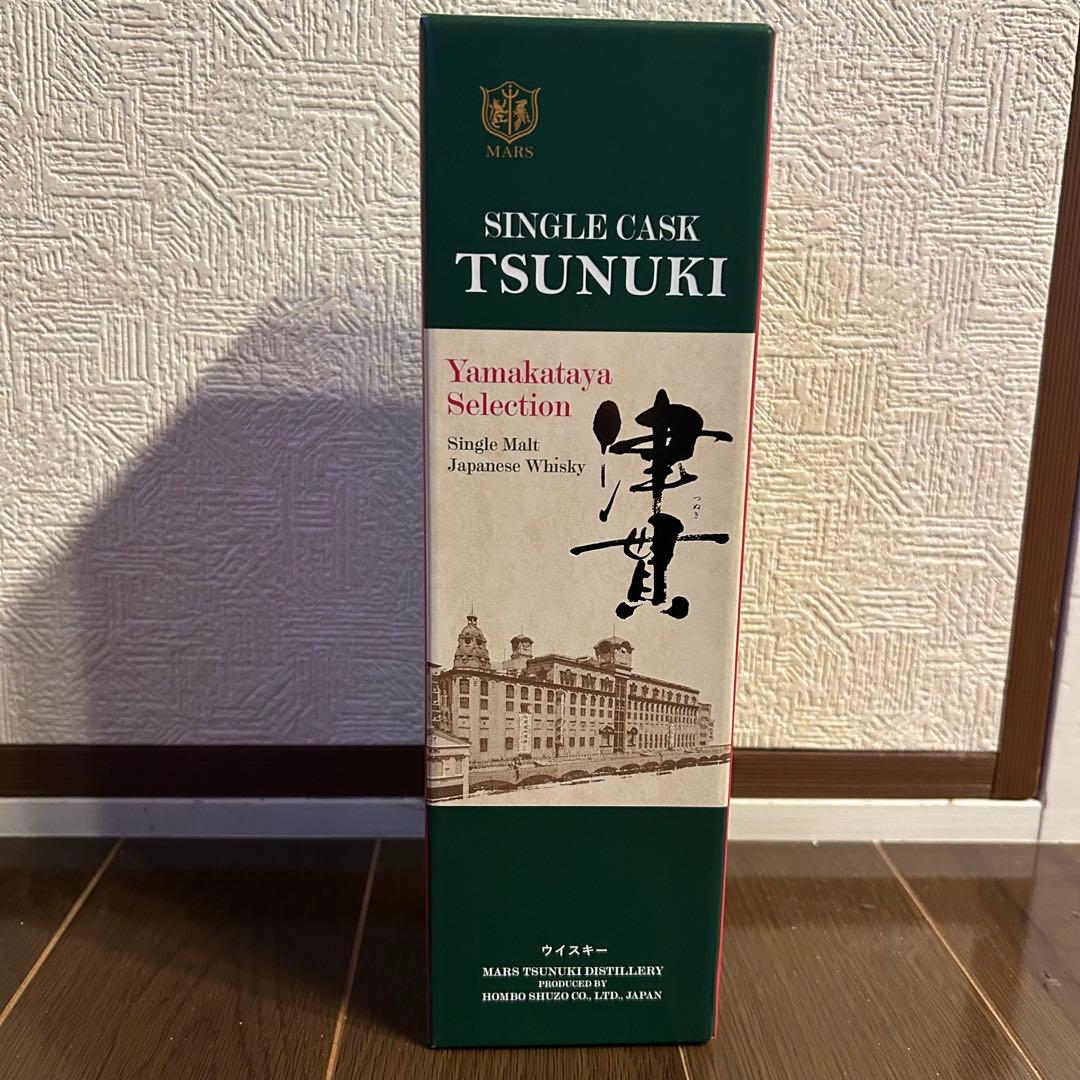 MARS
SINGLE CASK
TSUNUKI
Yamakataya
Selection
Single Malt
Japanese Whisky
津貫
つぬき
ウイスキー
MARS TSUNUKI DISTILLERY
PRODUCED BY
HOMBO SHUZO CO., LTD., JAPAN